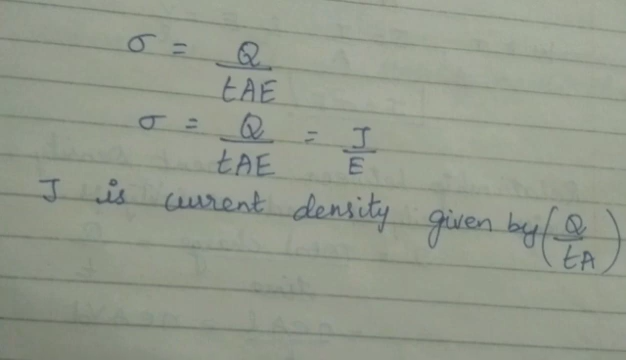 σ = Q/tAE
σ = Q/tAE = J/E
J is current density given by (Q/tA)